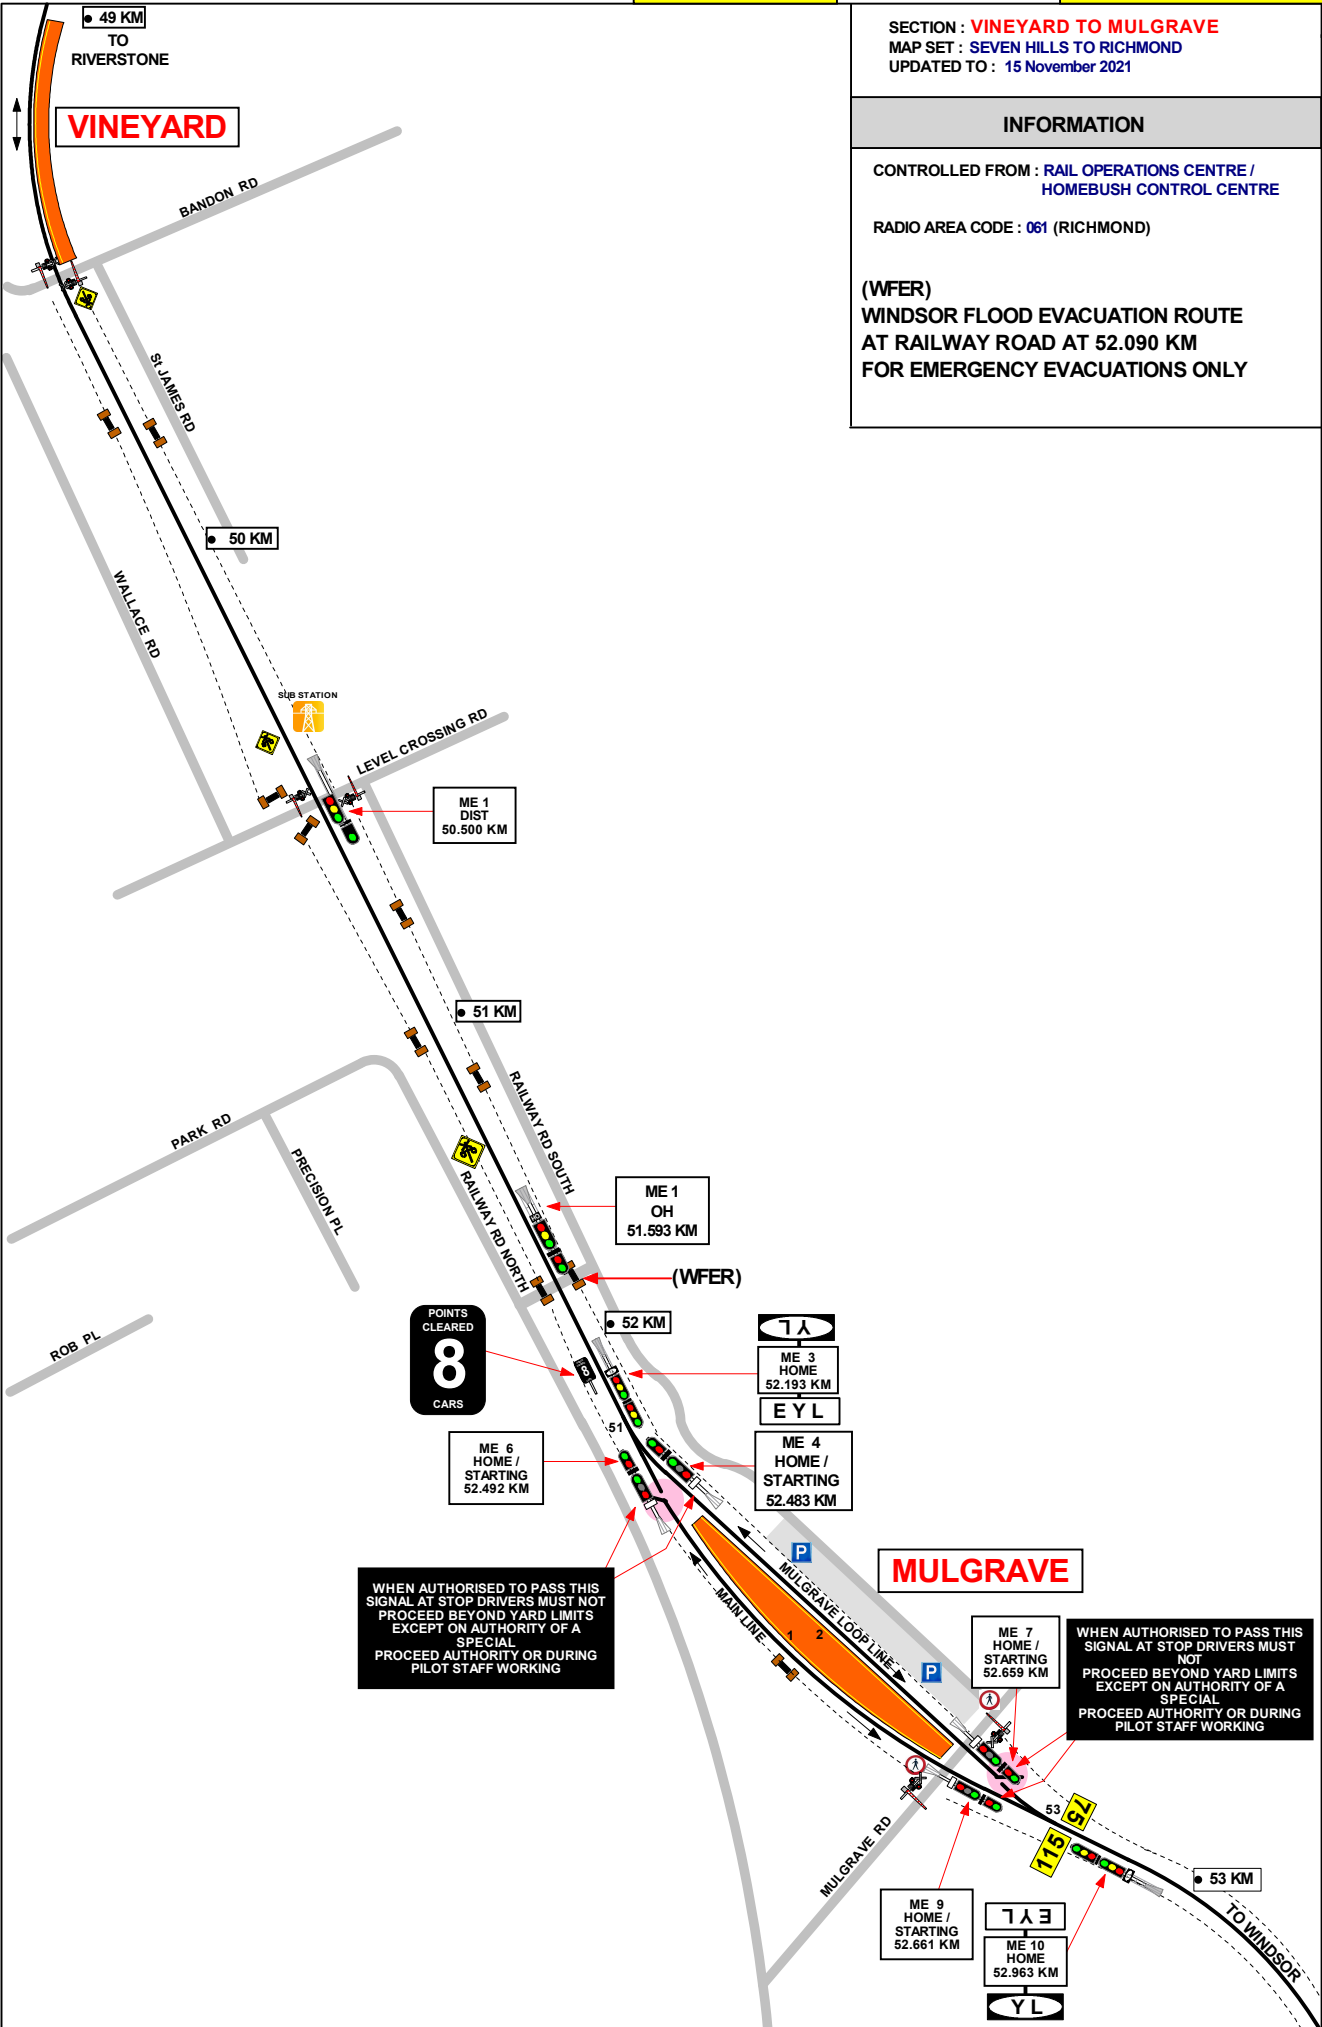 49 KM
TO
RIVERSTONE
VINEYARD
SECTION : VINEYARD TO MULGRAVE
MAP SET : SEVEN HILLS TO RICHMOND
UPDATED TO : 15 November 2021
INFORMATION
CONTROLLED FROM : RAIL OPERATIONS CENTRE /
HOMEBUSH CONTROL CENTRE
RADIO AREA CODE : 061 (RICHMOND)
(WFER)
WINDSOR FLOOD EVACUATION ROUTE
AT RAILWAY ROAD AT 52.090 KM
FOR EMERGENCY EVACUATIONS ONLY
BANDON RD
St JAMES RD
50 KM
WALLACE RD
SUB STATION
LEVEL CROSSING RD
ME 1
DIST
50.500 KM
51 KM
RAILWAY RD SOUTH
PARK RD
PRECISION PL
RAILWAY RD NORTH
ME 1
OH
51.593 KM
(WFER)
ROB PL
POINTS
CLEARED
8
CARS
8
52 KM
YL
ME 3
HOME
52.193 KM
EYL
51
ME 6
HOME /
STARTING
52.492 KM
ME 4
HOME /
STARTING
52.483 KM
P
MULGRAVE
WHEN AUTHORISED TO PASS THIS
SIGNAL AT STOP DRIVERS MUST NOT
PROCEED BEYOND YARD LIMITS
EXCEPT ON AUTHORITY OF A
SPECIAL
PROCEED AUTHORITY OR DURING
PILOT STAFF WORKING
MAIN LINE
1
2
MULGRAVE LOOP LINE
P
ME 7
HOME /
STARTING
52.659 KM
WHEN AUTHORISED TO PASS THIS
SIGNAL AT STOP DRIVERS MUST
NOT
PROCEED BEYOND YARD LIMITS
EXCEPT ON AUTHORITY OF A
SPECIAL
PROCEED AUTHORITY OR DURING
PILOT STAFF WORKING
53
75
115
MULGRAVE RD
53 KM
TO WINDSOR
ME 9
HOME /
STARTING
52.661 KM
EYL
ME 10
HOME
52.963 KM
YL